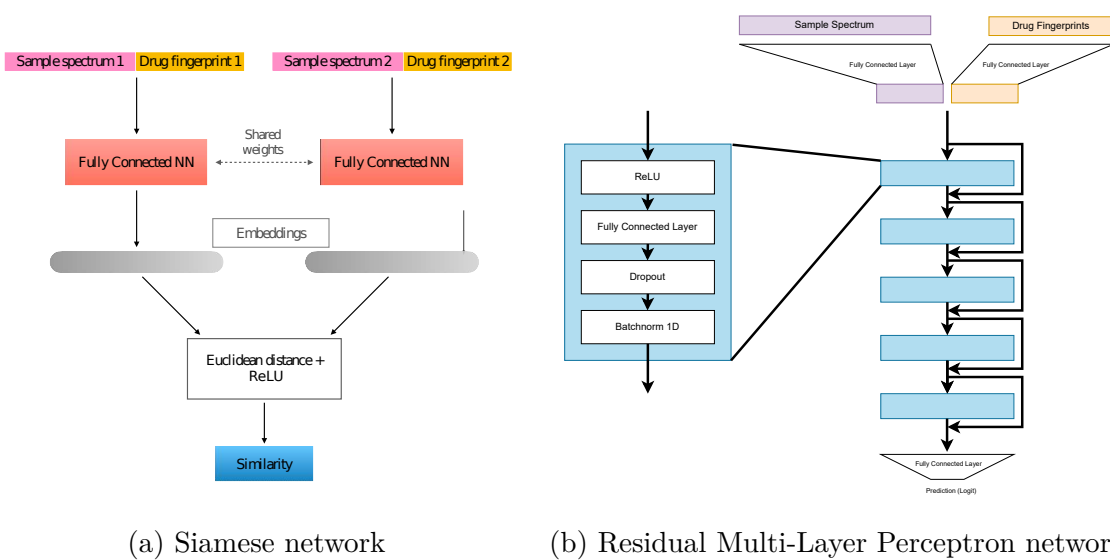 Sample spectrum 1
Drug fingerprint 1
Sample spectrum 2
Drug fingerprint 2
Shared
weights
Fully Connected NN
Fully Connected NN
Embeddings
Euclidean distance +
ReLU
Similarity
(a) Siamese network
Sample Spectrum
Drug Fingerprints
Fully Connected Layer
Fully Connected Layer
ReLU
Fully Connected Layer
Dropout
Batchnorm 1D
Fully Connected Layer
Prediction (Logit)
(b) Residual Multi-Layer Perceptron networ